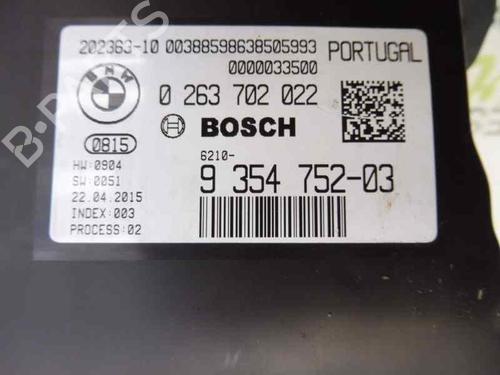 202363-10 00388598638505993 PORTUGAL
0000033500
BMW
0 263 702 022
0815
BOSCH
HW:0904
SW:0051
22.04.2015
INDEX:003
PROCESS:02
6210-
9 354 752-03